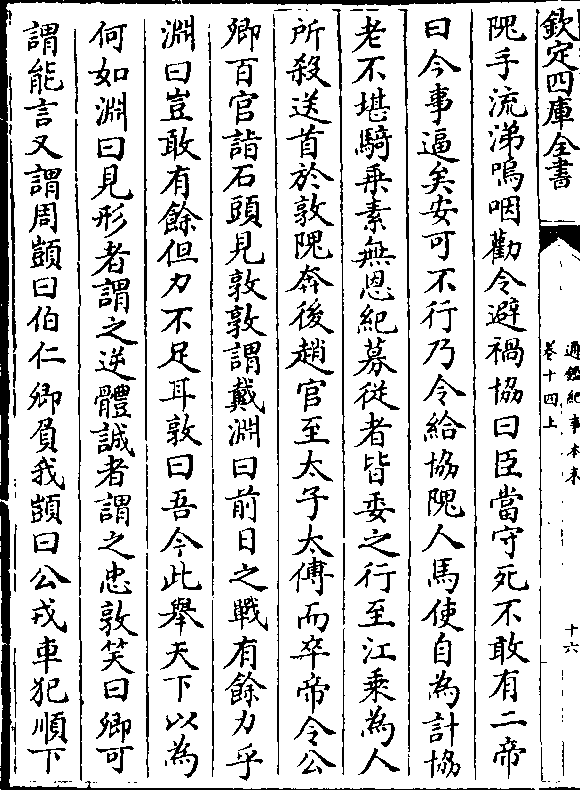 欽定四庫全書
通鑑紀事本末
卷十四上
十六
隗手流涕嗚咽勸令避禍協曰臣當守死不敢有二帝
曰今事逼矣安可不行乃令給協隗人馬使自為計協
老不堪騎乗素無恩紀募從者皆委之行至江乗為人
所殺送首於敦隗奔後趙官至太子太傅而卒帝令公
卿百官詣石頭見敦敦謂戴淵曰前日之戰有餘力乎
淵曰豈敢有餘但力不足耳敦曰吾今此舉天下以為
何如淵曰見形者謂之逆體誠者謂之忠敦笑曰卿可
謂能言又謂周顗曰伯仁卿負我顗曰公戎車犯順下